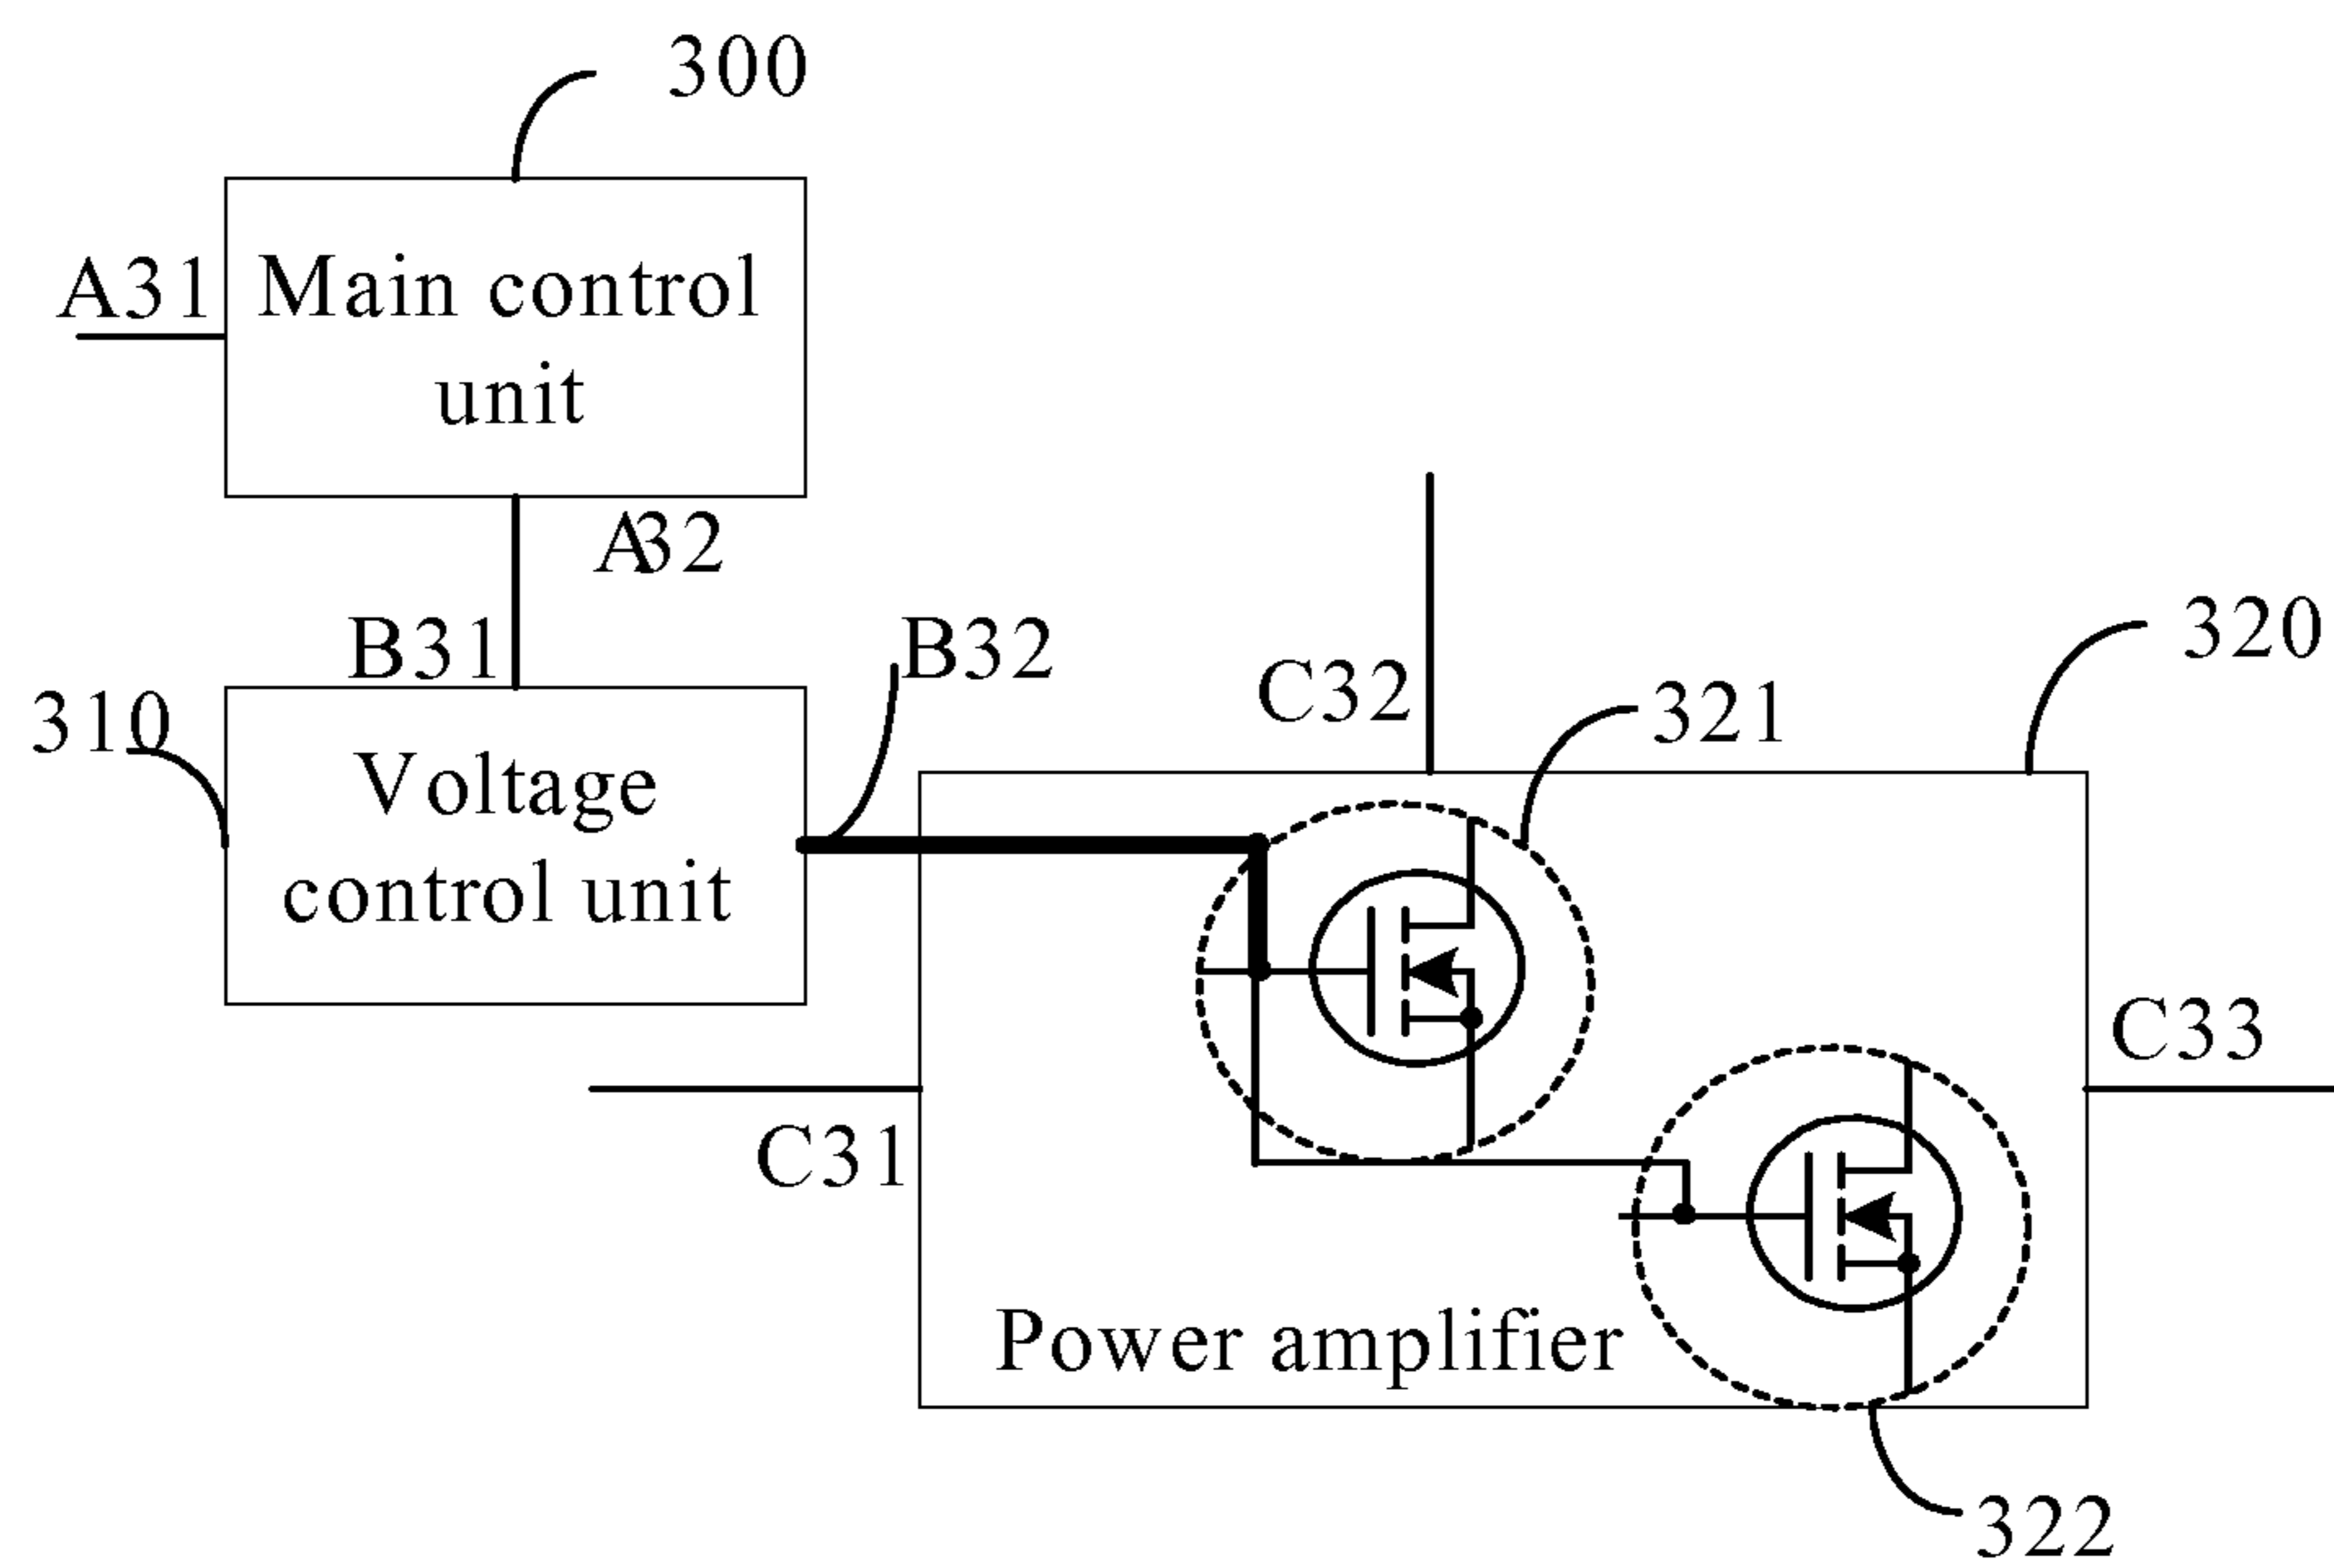 300
A31
Main control
unit
A32
B31
B32
310
Voltage
control unit
C32
321
320
C31
C33
Power amplifier
322